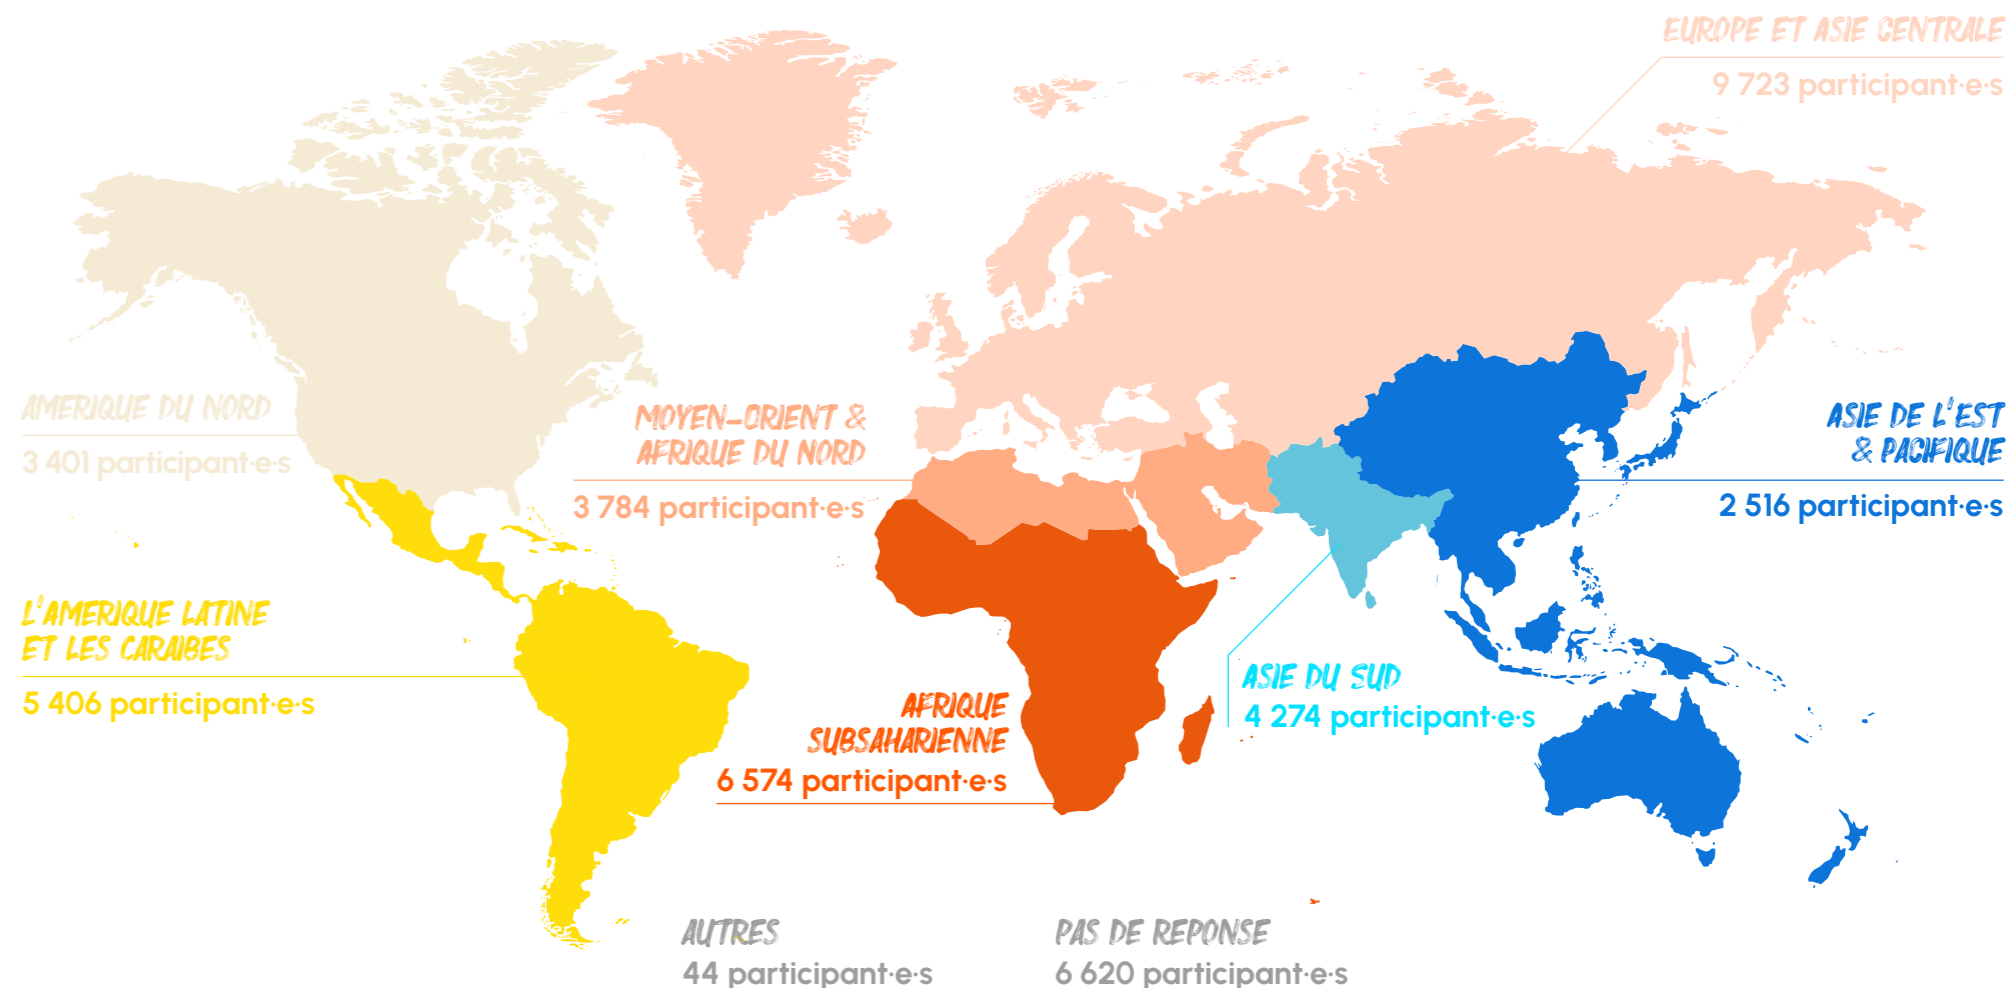 EUROPE ET ASIE CENTRALE
9 723 participant·e·s
AMERIQUE DU NORD
3 401 participant·e·s
MOYEN-ORIENT &
AFRIQUE DU NORD
3 784 participant·e·s
ASIE DE L'EST
& PACIFIQUE
2 516 participant·e·s
L'AMERIQUE LATINE
ET LES CARAIBES
5 406 participant·e·s
AFRIQUE
SUBSAHARIENNE
6 574 participant·e·s
ASIE DU SUD
4 274 participant·e·s
AUTRES
44 participant·e·s
PAS DE REPONSE
6 620 participant·e·s